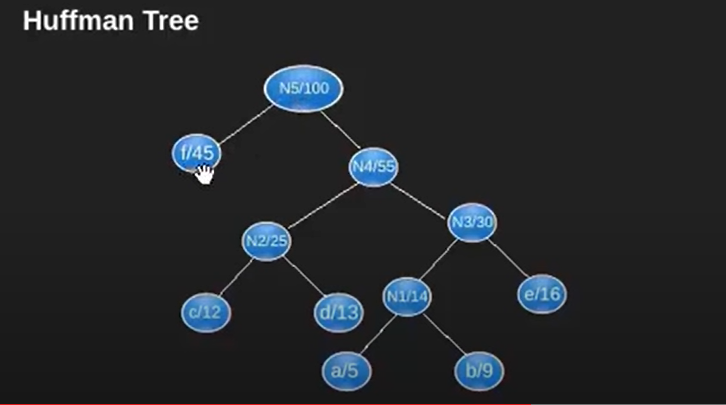 Huffman Tree
N5/100
f/45
N4/55
N3/30
N2/25
c/12
d/13
N1/14
e/16
a/5
b/9